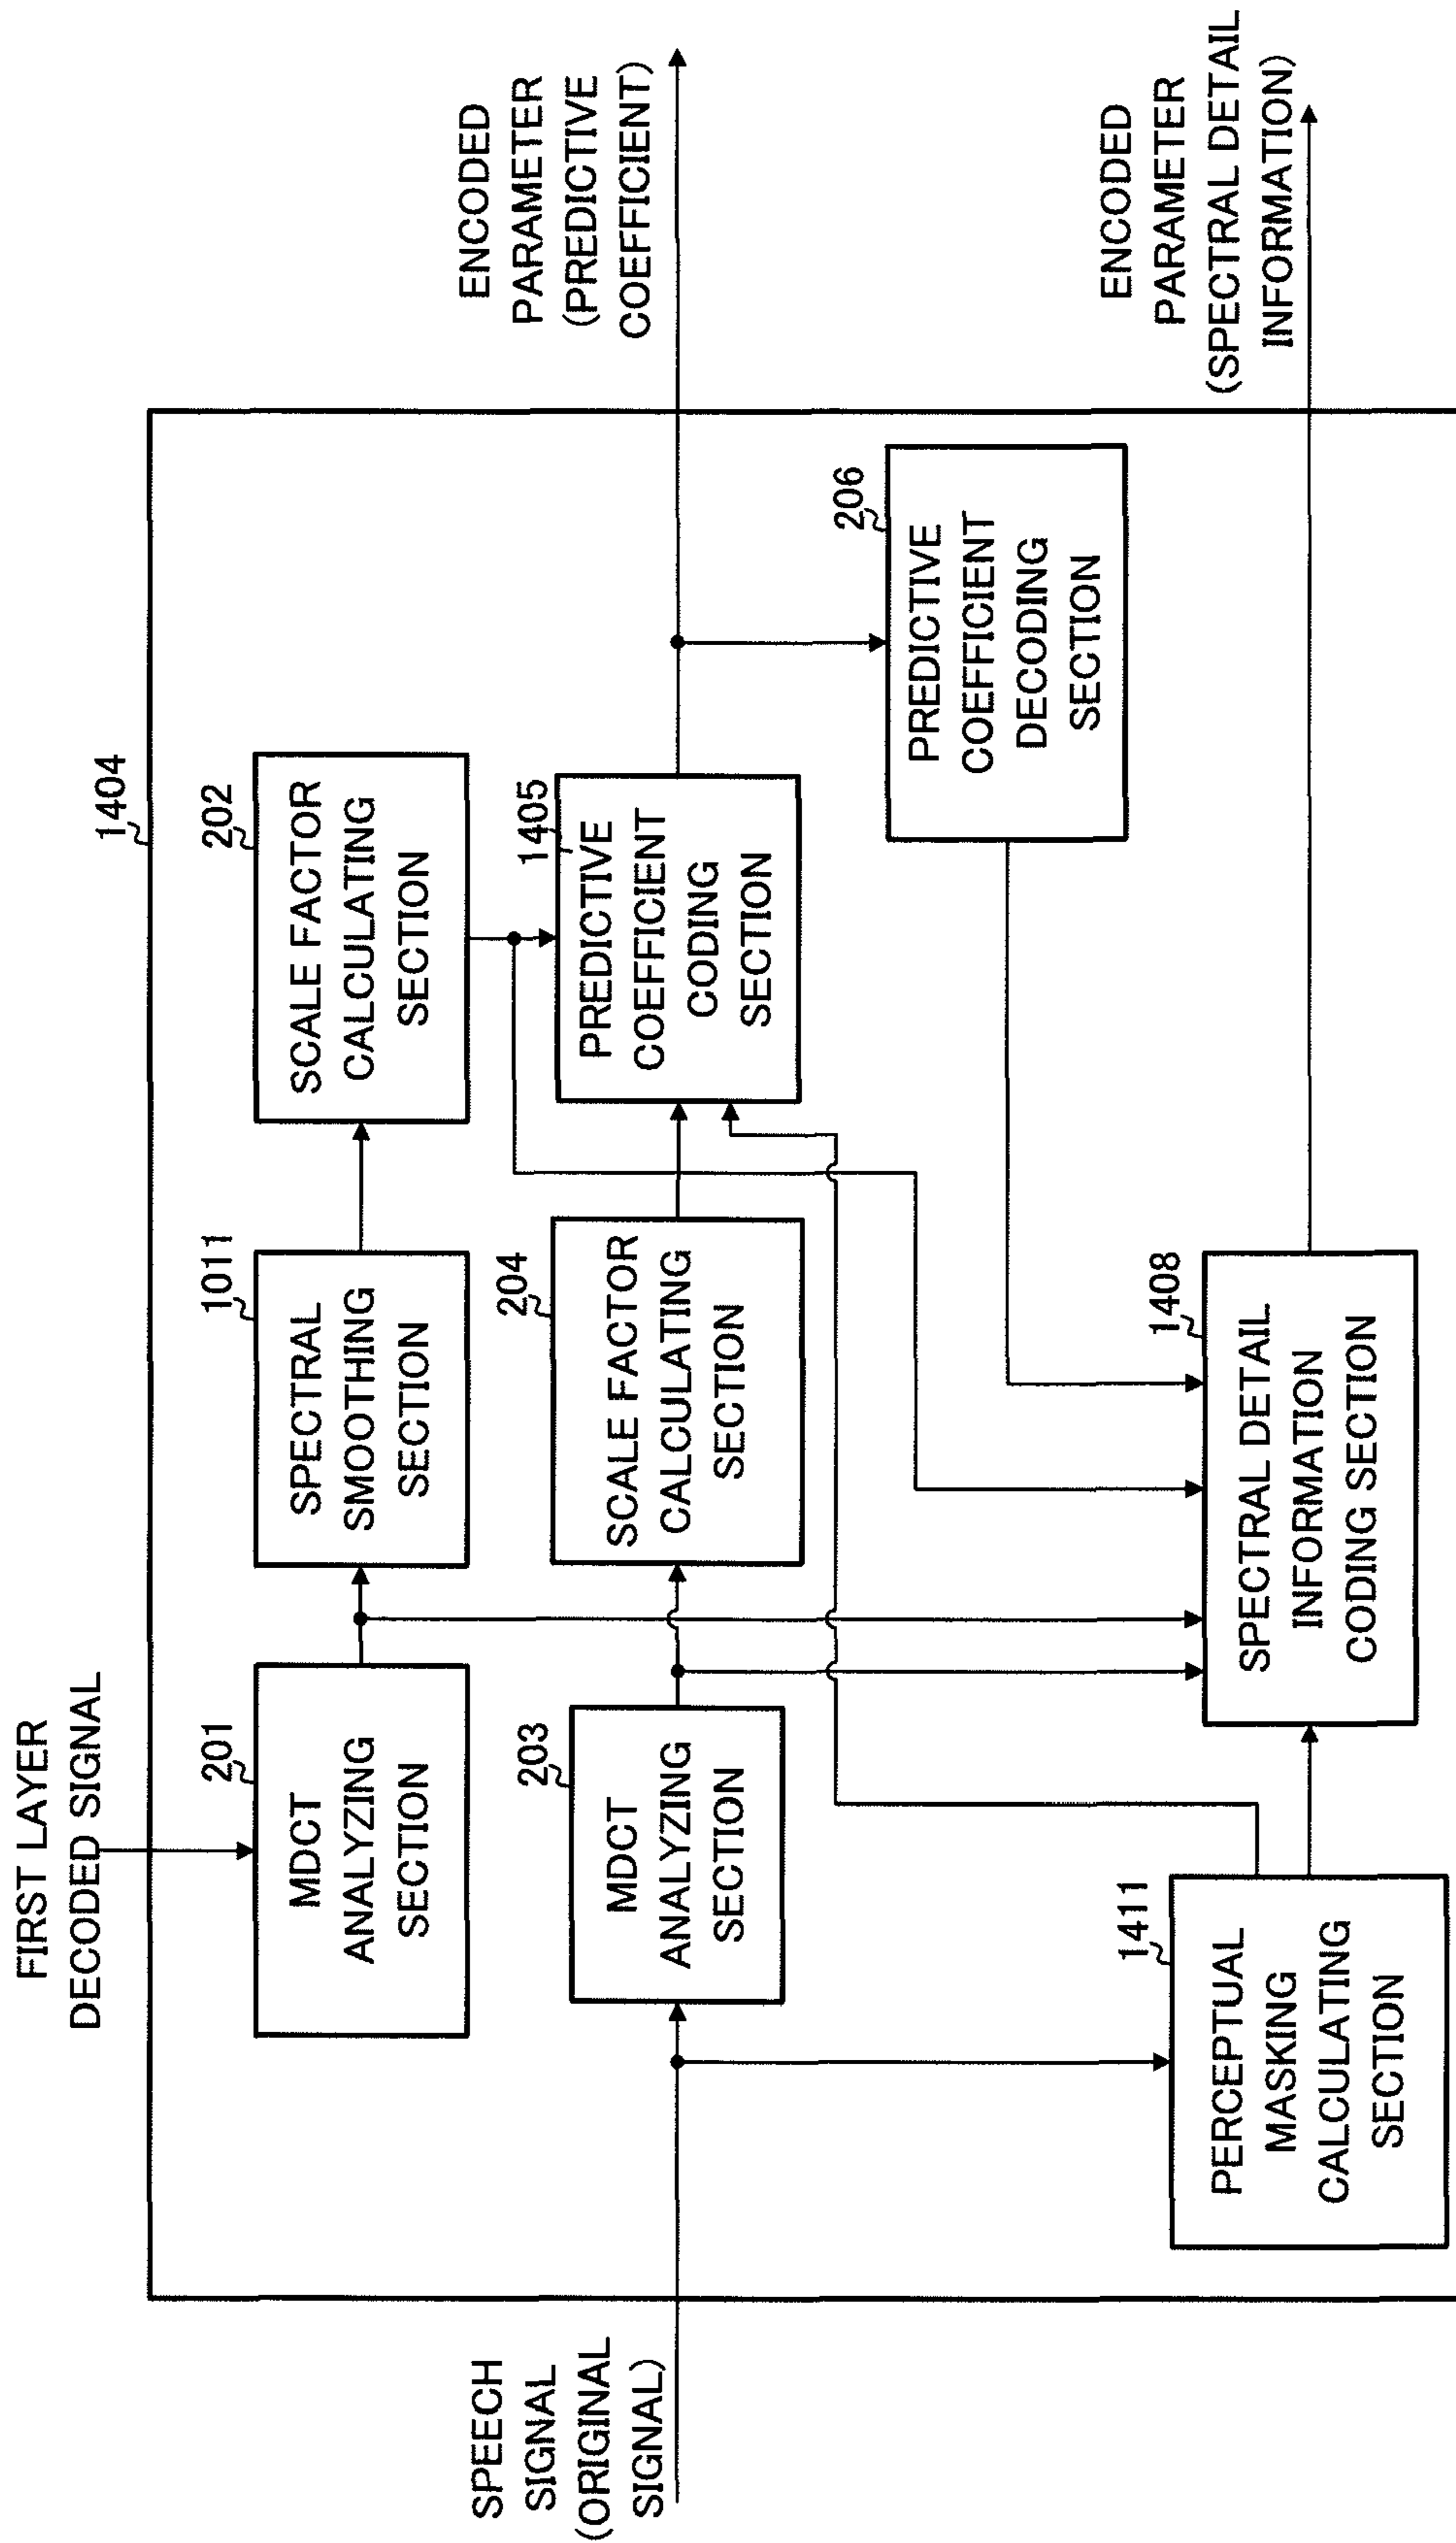 FIRST LAYER
DECODED SIGNAL
1404
201
MDCT
ANALYZING
SECTION
1011
SPECTRAL
SMOOTHING
SECTION
202
SCALE FACTOR
CALCULATING
SECTION
SPEECH
SIGNAL
(ORIGINAL
SIGNAL)
203
MDCT
ANALYZING
SECTION
204
SCALE FACTOR
CALCULATING
SECTION
1405
PREDICTIVE
COEFFICIENT
CODING
SECTION
ENCODED
PARAMETER
(PREDICTIVE
COEFFICIENT)
206
PREDICTIVE
COEFFICIENT
DECODING
SECTION
1411
PERCEPTUAL
MASKING
CALCULATING
SECTION
1408
SPECTRAL DETAIL
INFORMATION
CODING SECTION
ENCODED
PARAMETER
(SPECTRAL DETAIL
INFORMATION)